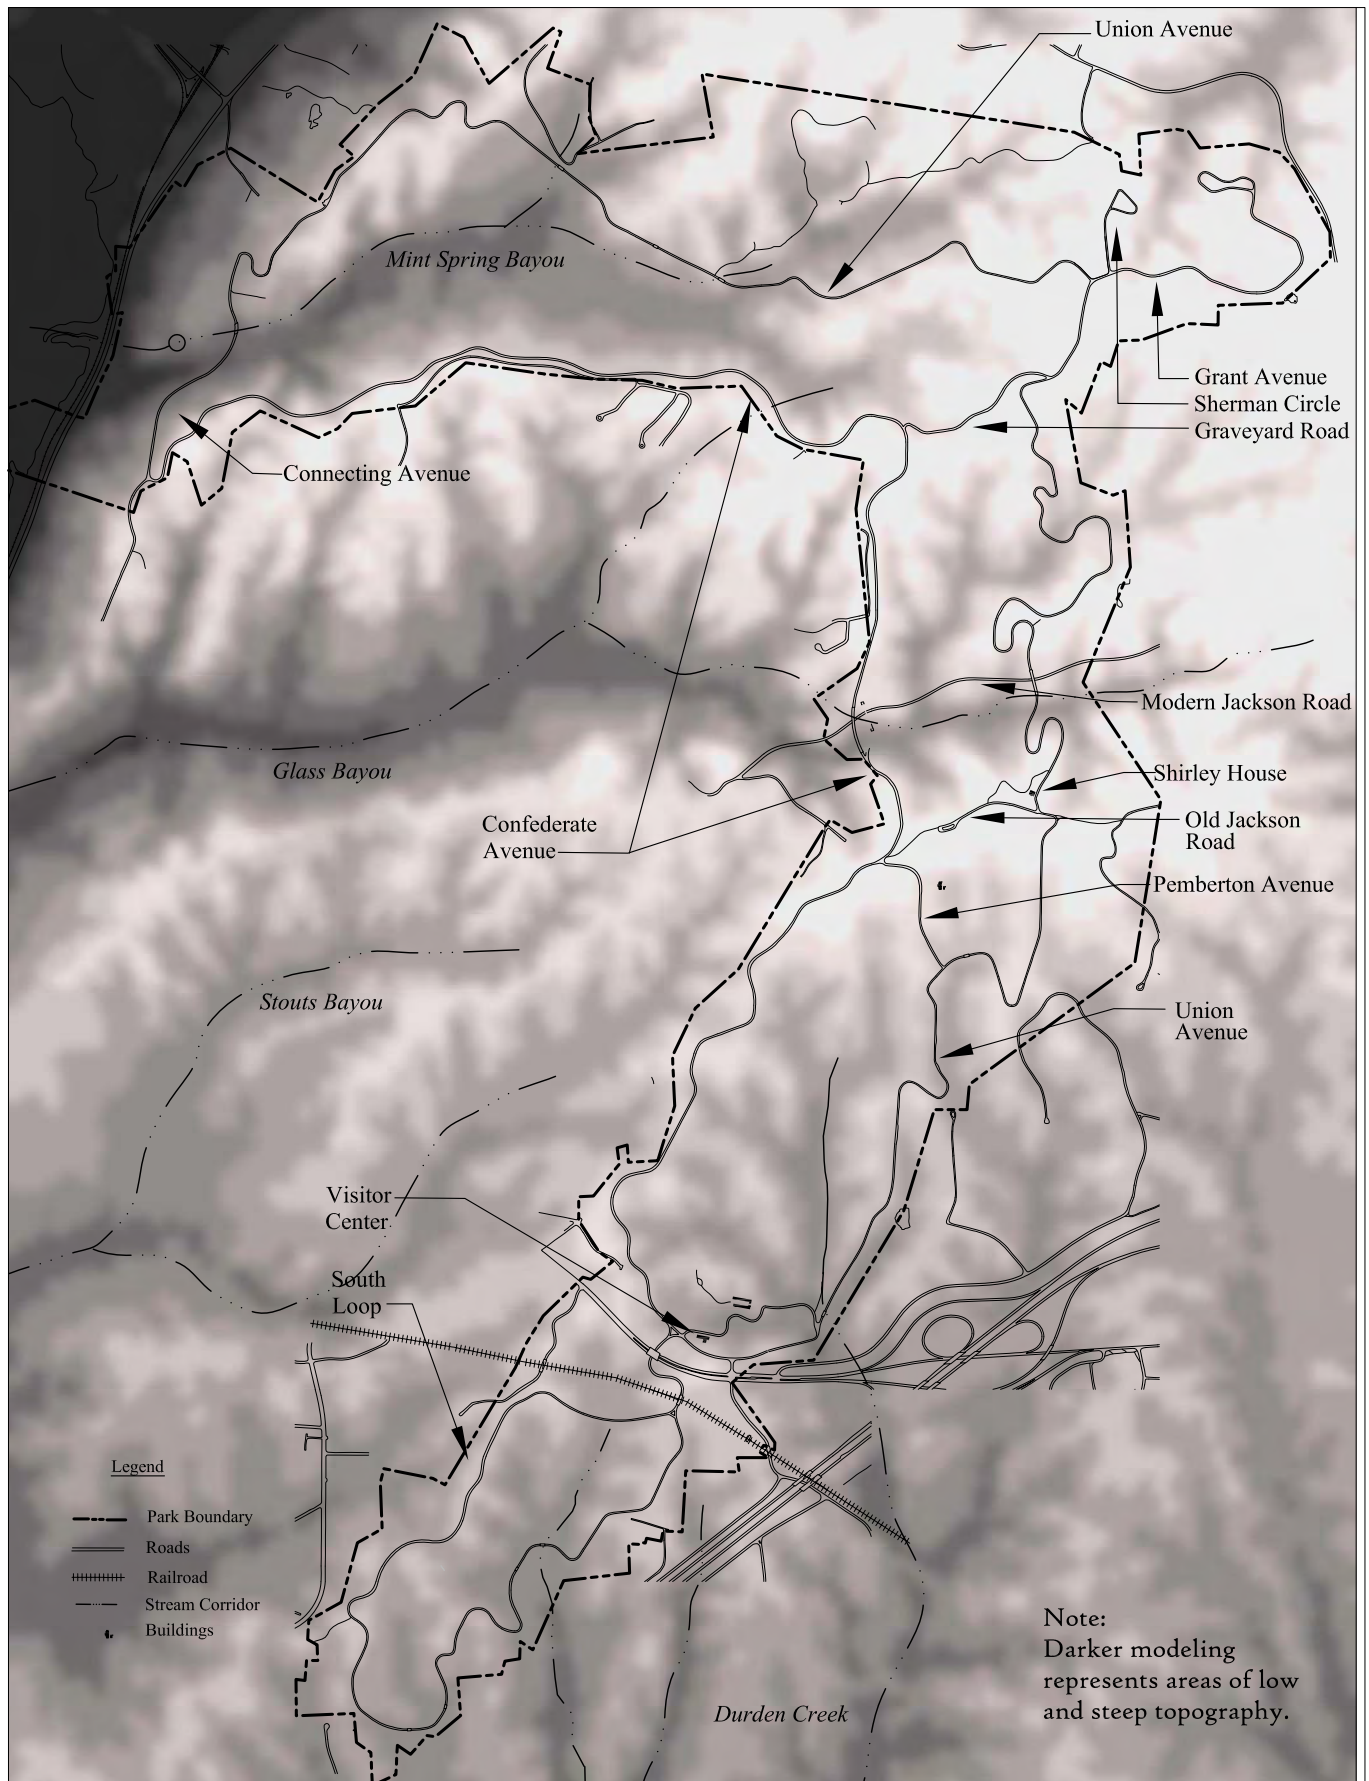 Union Avenue
Mint Spring Bayou
Grant Avenue
Sherman Circle
Graveyard Road
Connecting Avenue
Modern Jackson Road
Glass Bayou
Shirley House
Confederate
Avenue
Old Jackson
Road
Pemberton Avenue
Stouts Bayou
Union
Avenue
Visitor
Center
South
Loop
Legend
Park Boundary
Roads
Railroad
Stream Corridor
Buildings
Note:
Darker modeling
represents areas of low
and steep topography.
Durden Creek